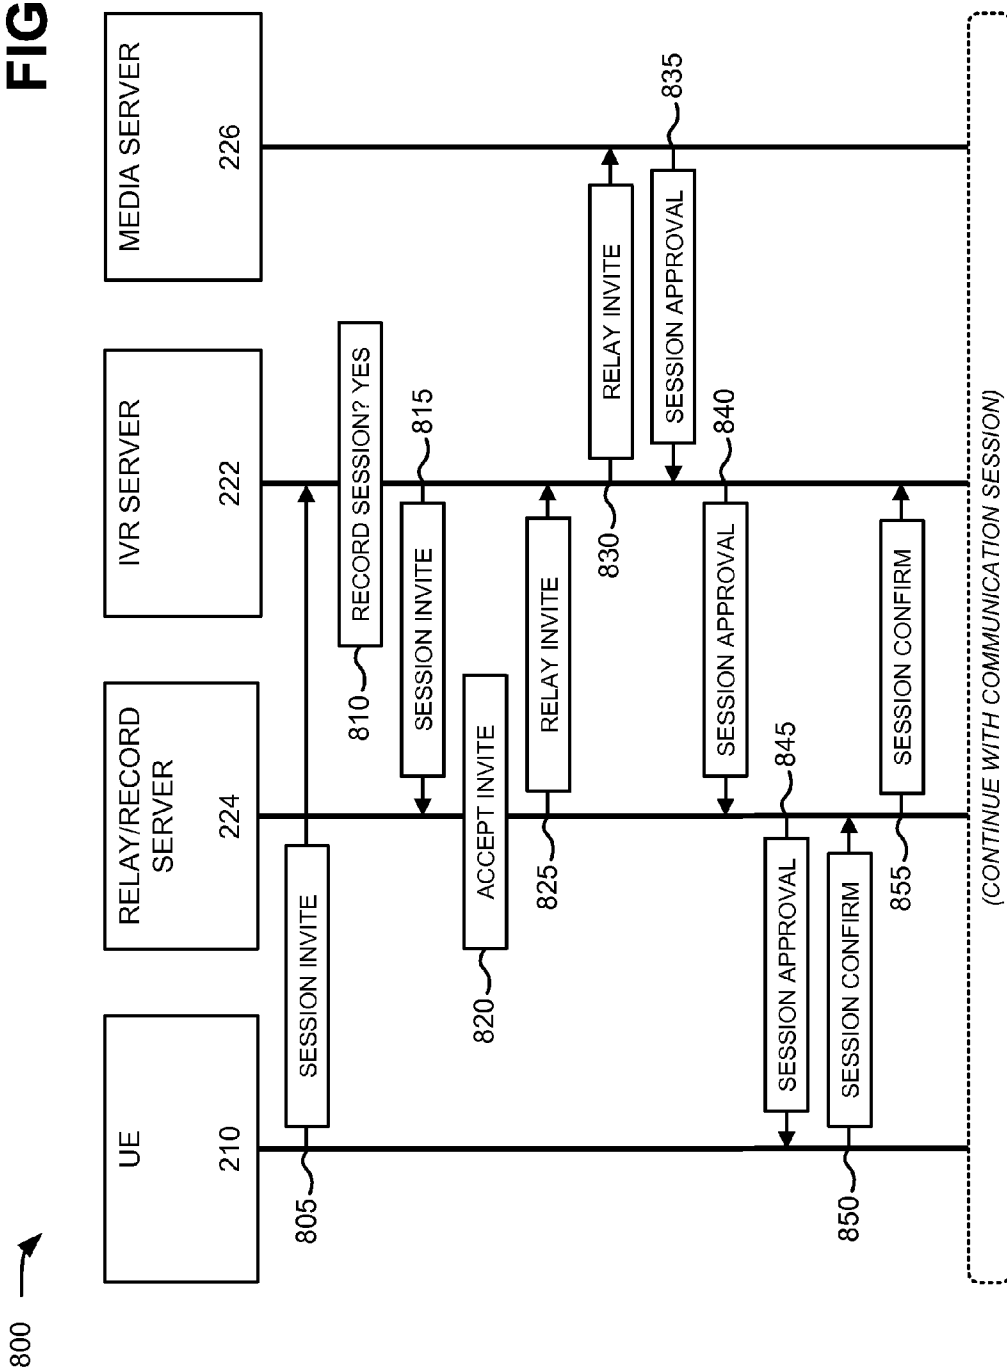 800
FIG
UE
210
RELAY/RECORD
SERVER
224
IVR SERVER
222
MEDIA SERVER
226
SESSION INVITE
805
RECORD SESSION? YES
810
SESSION INVITE
815
ACCEPT INVITE
820
RELAY INVITE
825
RELAY INVITE
830
SESSION APPROVAL
835
SESSION APPROVAL
840
SESSION APPROVAL
845
SESSION CONFIRM
850
SESSION CONFIRM
855
(CONTINUE WITH COMMUNICATION SESSION)